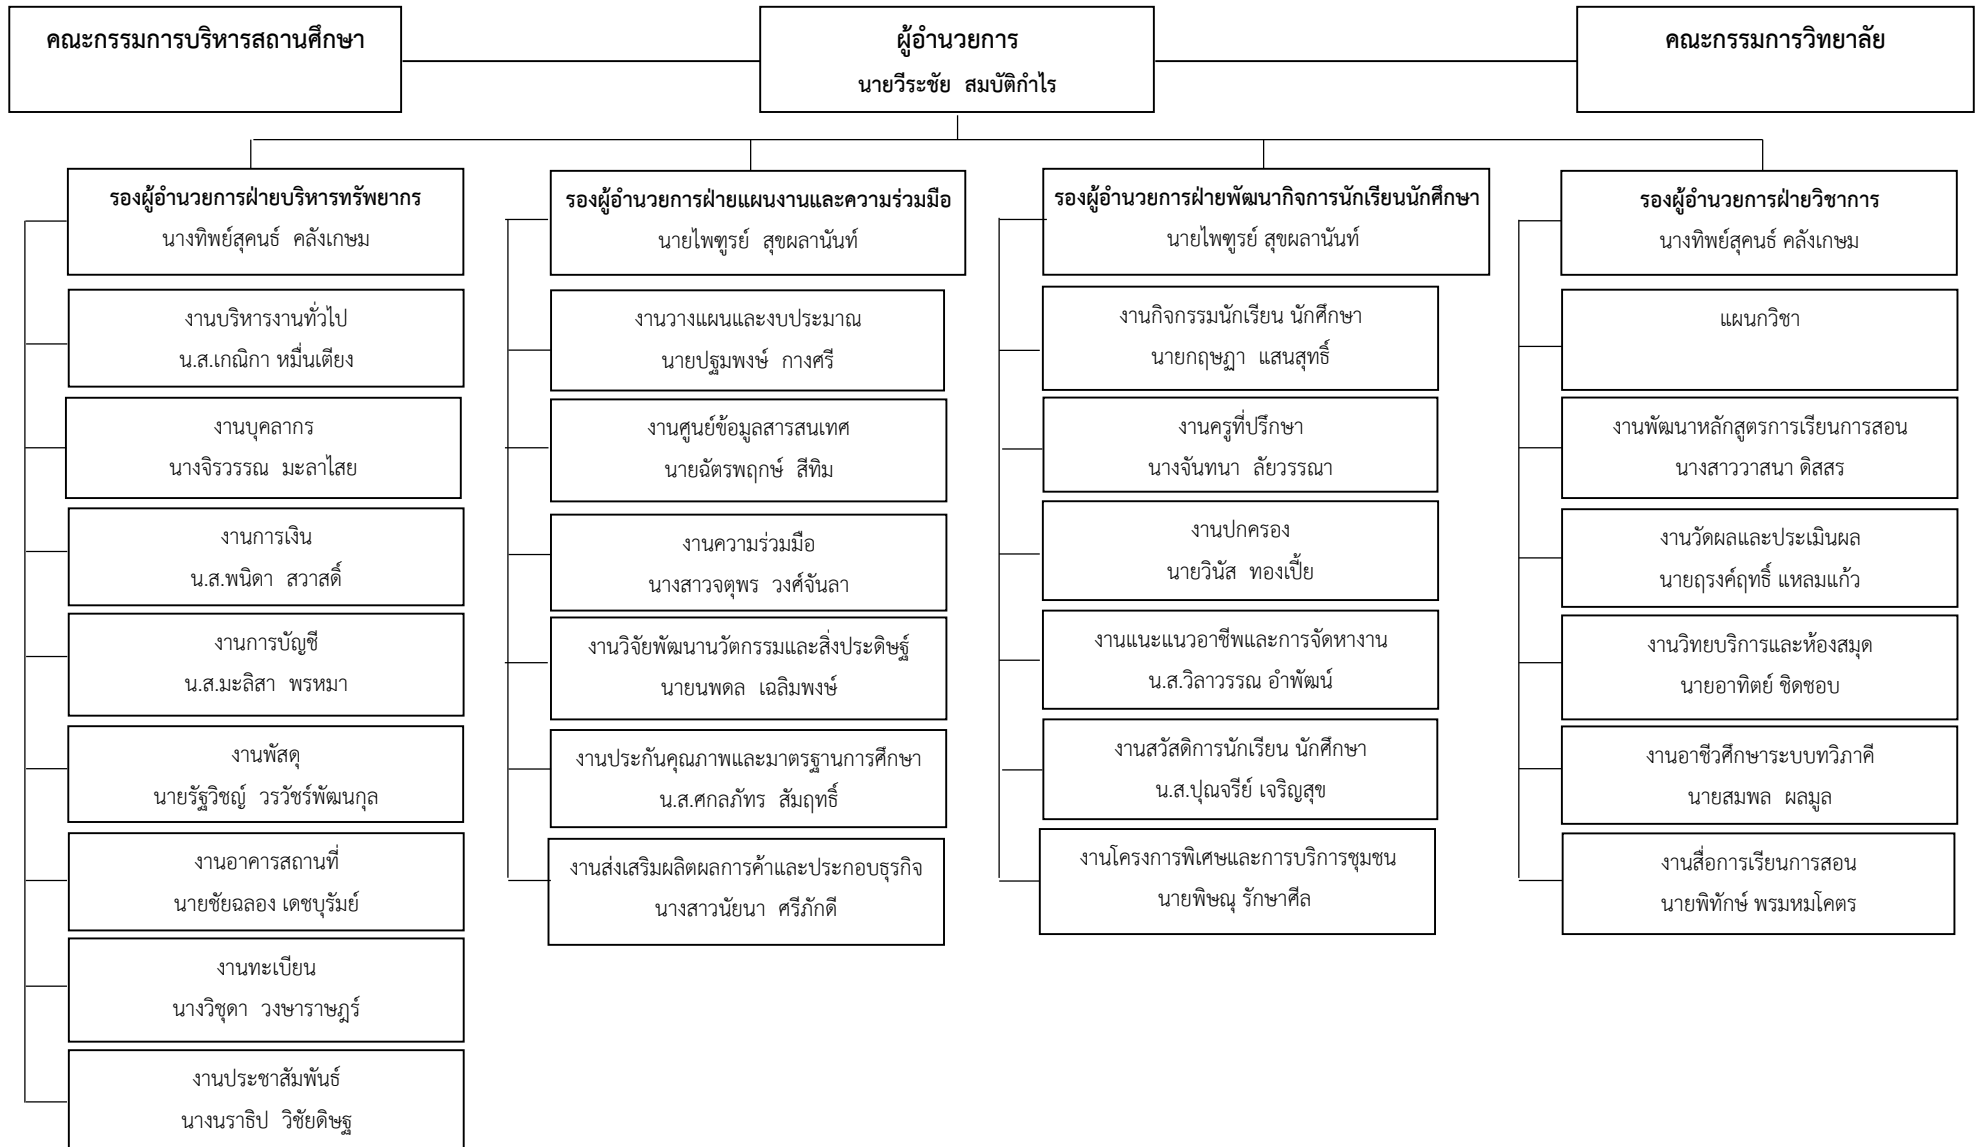 คณะกรรมการบริหารสถานศึกษา
ผู้อำนวยการ
นายวีระชัย สมบัติกำไร
คณะกรรมการวิทยาลัย
รองผู้อำนวยการฝ่ายบริหารทรัพยากร
นางทิพย์สุคนธ์ คลังเกษม
งานบริหารงานทั่วไป
น.ส.เกณิกา หมื่นเตียง
งานบุคลากร
นางจิรวรรณ มะลาไสย
งานการเงิน
น.ส.พนิดา สวาสดิ์
งานการบัญชี
น.ส.มะลิสา พรหมา
งานพัสดุ
นายรัฐวิชญ์ วรวัชร์พัฒนกุล
งานอาคารสถานที่
นายชัยฉลอง เดชบุรัมย์
งานทะเบียน
นางวิชุดา วงษาราษฎร์
งานประชาสัมพันธ์
นางนราธิป วิชัยดิษฐ
รองผู้อำนวยการฝ่ายแผนงานและความร่วมมือ
นายไพฑูรย์ สุขผลานันท์
งานวางแผนและงบประมาณ
นายปฐมพงษ์ กางศรี
งานศูนย์ข้อมูลสารสนเทศ
นายฉัตรพฤกษ์ สีทิม
งานความร่วมมือ
นางสาวจตุพร วงศ์จันลา
งานวิจัยพัฒนานวัตกรรมและสิ่งประดิษฐ์
นายนพดล เฉลิมพงษ์
งานประกันคุณภาพและมาตรฐานการศึกษา
น.ส.ศกลภัทร สัมฤทธิ์
งานส่งเสริมผลิตผลการค้าและประกอบธุรกิจ
นางสาวนัยนา ศรีภักดี
รองผู้อำนวยการฝ่ายพัฒนากิจการนักเรียนนักศึกษา
นายไพฑูรย์ สุขผลานันท์
งานกิจกรรมนักเรียน นักศึกษา
นายกฤษฏา แสนสุทธิ์
งานครูที่ปรึกษา
นางจันทนา ลัยวรรณา
งานปกครอง
นายวินัส ทองเปี้ย
งานแนะแนวอาชีพและการจัดหางาน
น.ส.วิลาวรรณ อำพัฒน์
งานสวัสดิการนักเรียน นักศึกษา
น.ส.ปุณจรีย์ เจริญสุข
งานโครงการพิเศษและการบริการชุมชน
นายพิษณุ รักษาศีล
รองผู้อำนวยการฝ่ายวิชาการ
นางทิพย์สุคนธ์ คลังเกษม
แผนกวิชา
งานพัฒนาหลักสูตรการเรียนการสอน
นางสาววาสนา ดิสสร
งานวัดผลและประเมินผล
นายฤรงค์ฤทธิ์ แหลมแก้ว
งานวิทยบริการและห้องสมุด
นายอาทิตย์ ชิดชอบ
งานอาชีวศึกษาระบบทวิภาคี
นายสมพล ผลมูล
งานสื่อการเรียนการสอน
นายพิทักษ์ พรมหมโคตร